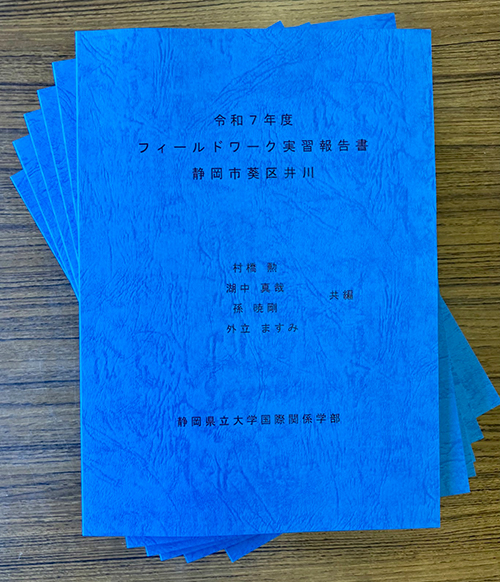 令和7年度
フィールドワーク実習報告書
静岡市葵区井川
村橋 勲
湖中 真哉
孫 暁剛
外立 ますみ
共編
静岡県立大学国際関係学部